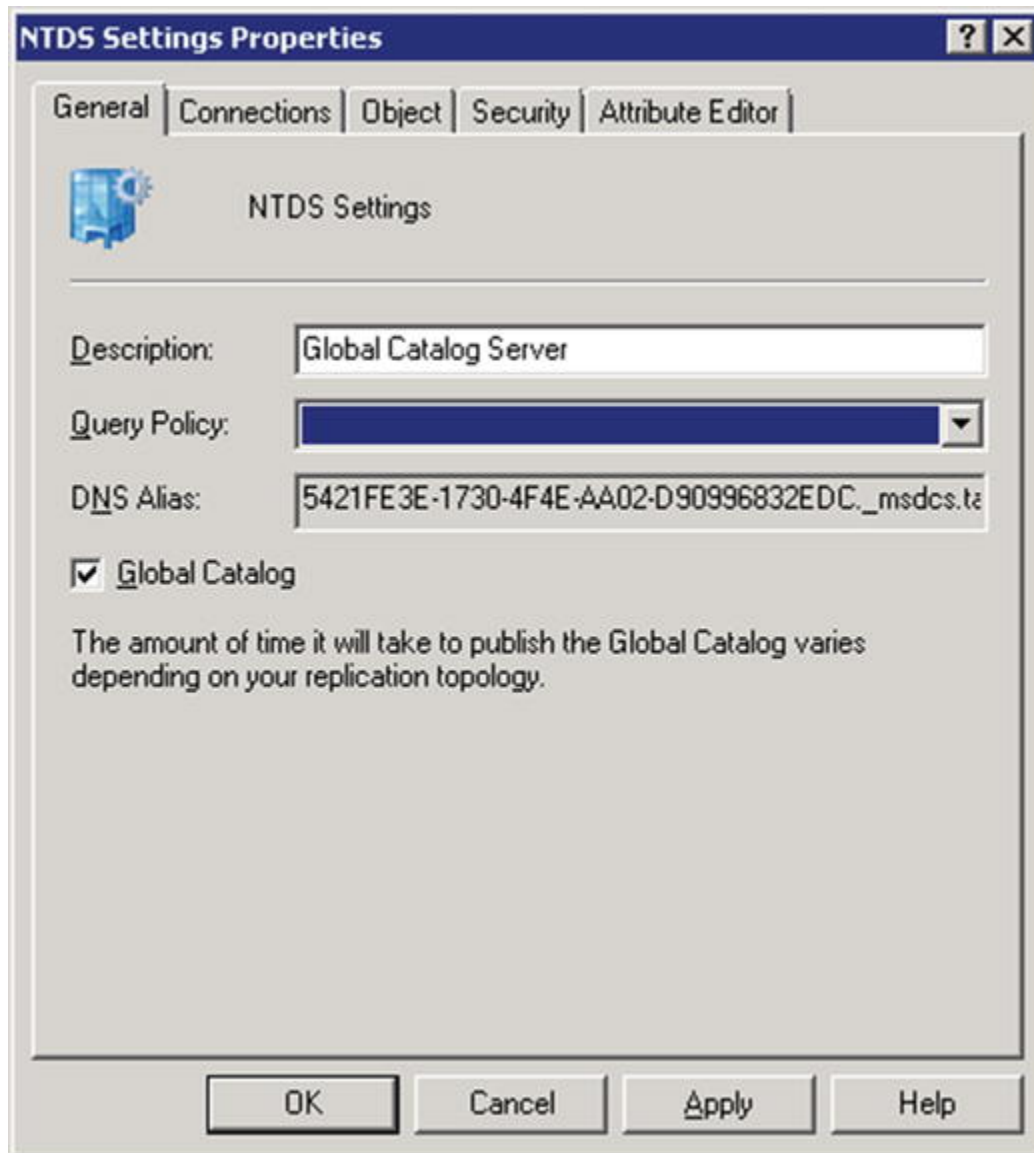 NTDS Settings Properties
General Connections Object Security Attribute Editor
NTDS Settings
Description: Global Catalog Server
Query Policy:
DNS Alias: 5421FE3E-1730-4F4E-AA02-D90996832EDC._msdcs.ta
Global Catalog
The amount of time it will take to publish the Global Catalog varies
depending on your replication topology.
OK Cancel Apply Help